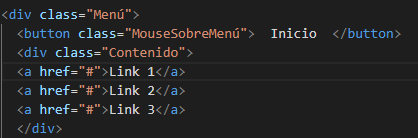 <div class="Menú">
<button class="MouseSobreMenú">  Inicio  </button>
<div class="Contenido">
<a href="#">Link 1</a>
<a href="#">Link 2</a>
<a href="#">Link 3</a>
</div>